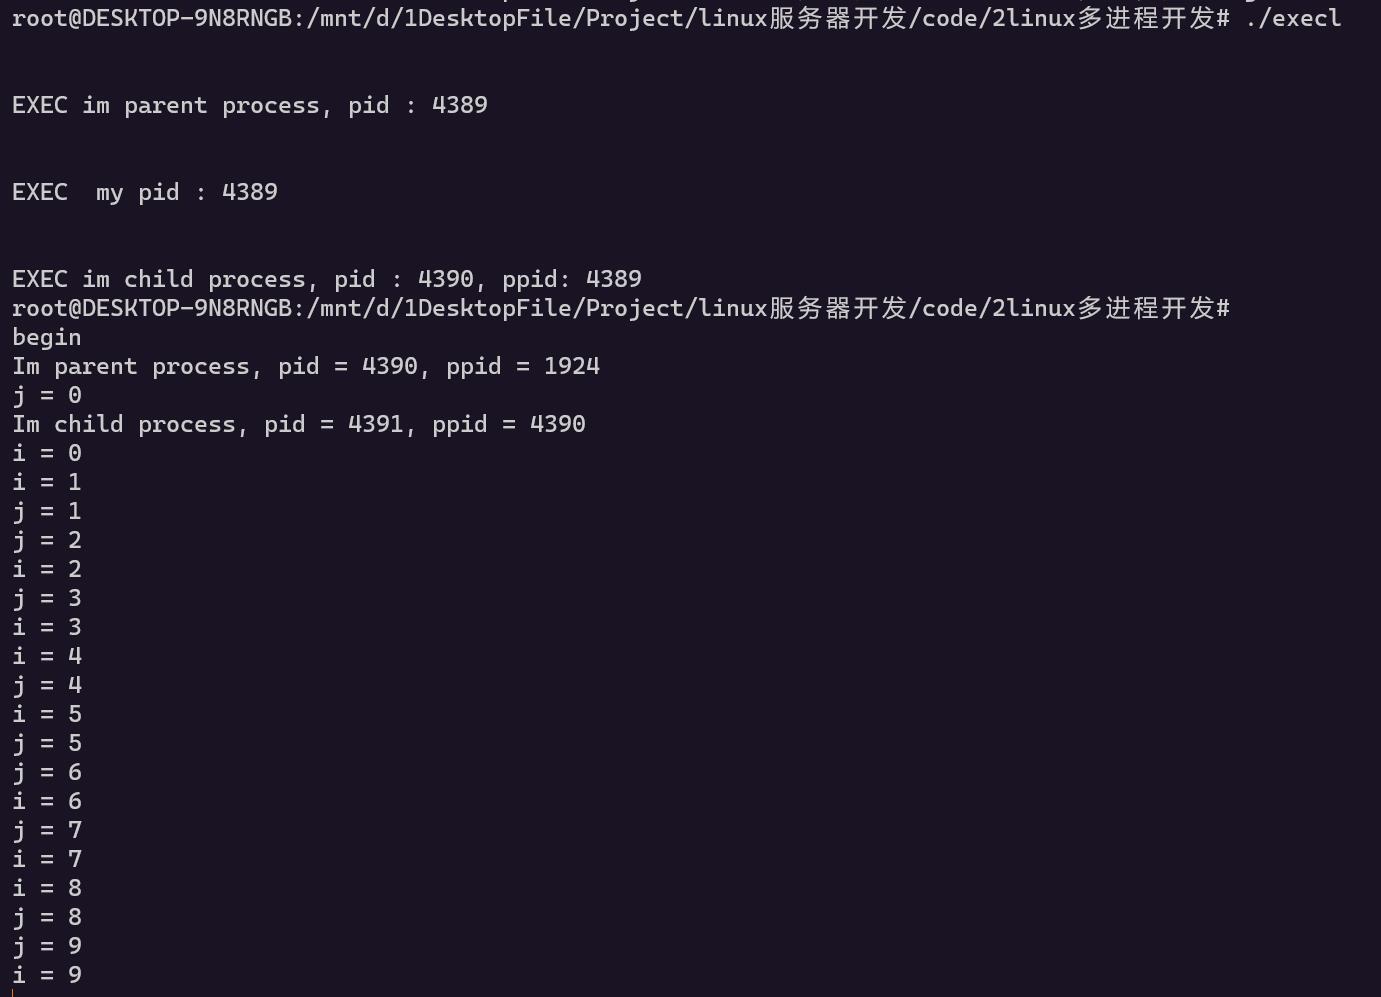 root@DESKTOP-9N8RNGB:/mnt/d/1DesktopFile/Project/linux服务器开发/code/2linux多进程开发# ./execl
EXEC im parent process, pid : 4389
EXEC  my pid : 4389
EXEC im child process, pid : 4390, ppid: 4389
root@DESKTOP-9N8RNGB:/mnt/d/1DesktopFile/Project/linux服务器开发/code/2linux多进程开发#
begin
Im parent process, pid = 4390, ppid = 1924
j = 0
Im child process, pid = 4391, ppid = 4390
i = 0
i = 1
j = 1
j = 2
i = 2
j = 3
i = 3
i = 4
j = 4
i = 5
j = 5
j = 6
i = 6
j = 7
i = 7
i = 8
j = 8
j = 9
i = 9